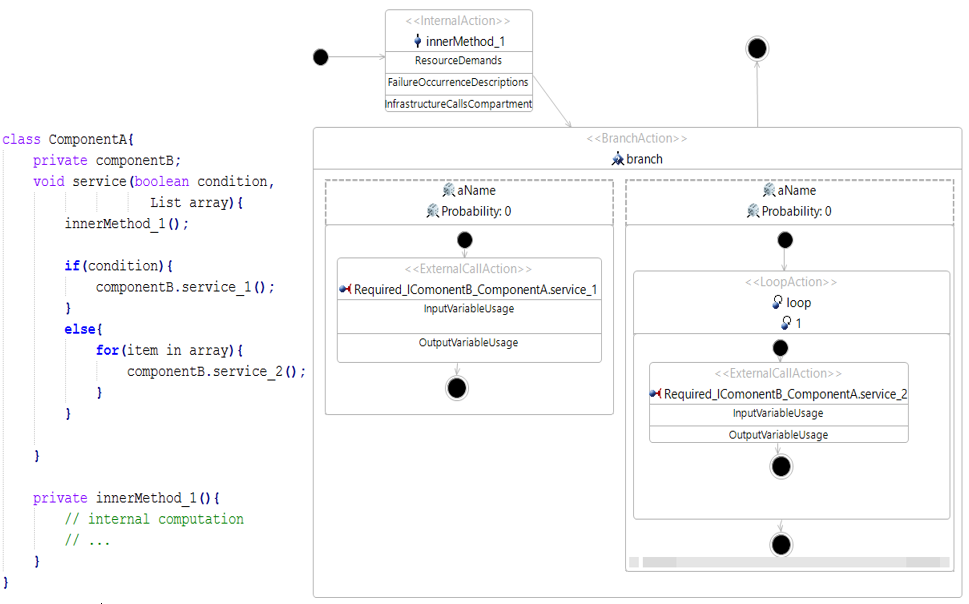 class ComponentA{
private componentB;
void service(boolean condition,
List array){
innerMethod_1();
if(condition){
componentB.service_1();
}
else{
for(item in array){
componentB.service_2();
}
}
}
private innerMethod_1(){
// internal computation
// ...
}
}
<<InternalAction>>
innerMethod_1
ResourceDemands
FailureOccurrenceDescriptions
InfrastructureCallsCompartment
<<BranchAction>>
branch
aName
Probability: 0
<<ExternalCallAction>>
Required_IComonentB_ComponentA.service_1
InputVariableUsage
OutputVariableUsage
aName
Probability: 0
<<LoopAction>>
loop
1
<<ExternalCallAction>>
Required_IComonentB_ComponentA.service_2
InputVariableUsage
OutputVariableUsage